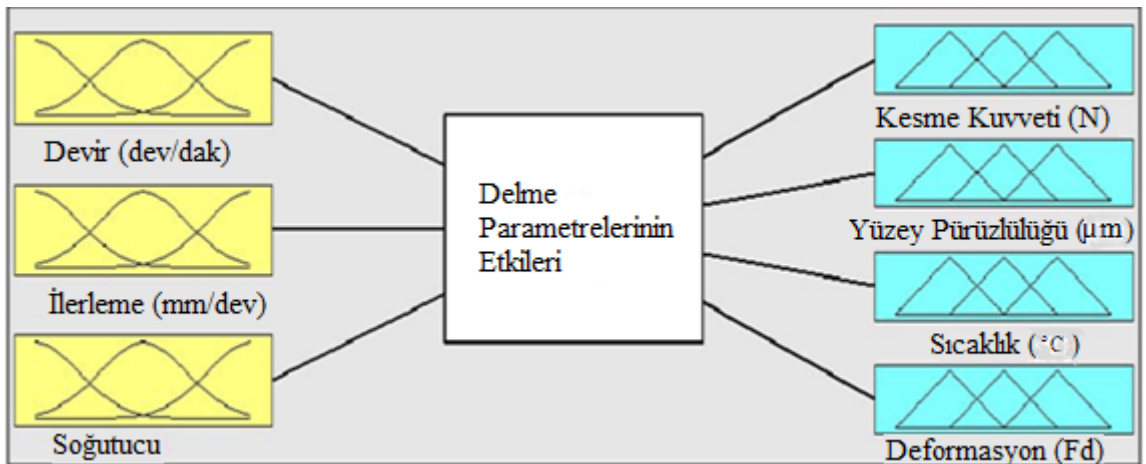 Devir (dev/dak)
İlerleme (mm/dev)
Soğutucu
Delme
Parametrelerinin
Etkileri
Kesme Kuvveti (N)
Yüzey Pürüzlülüğü (µm)
Sıcaklık (°C)
Deformasyon (Fd)